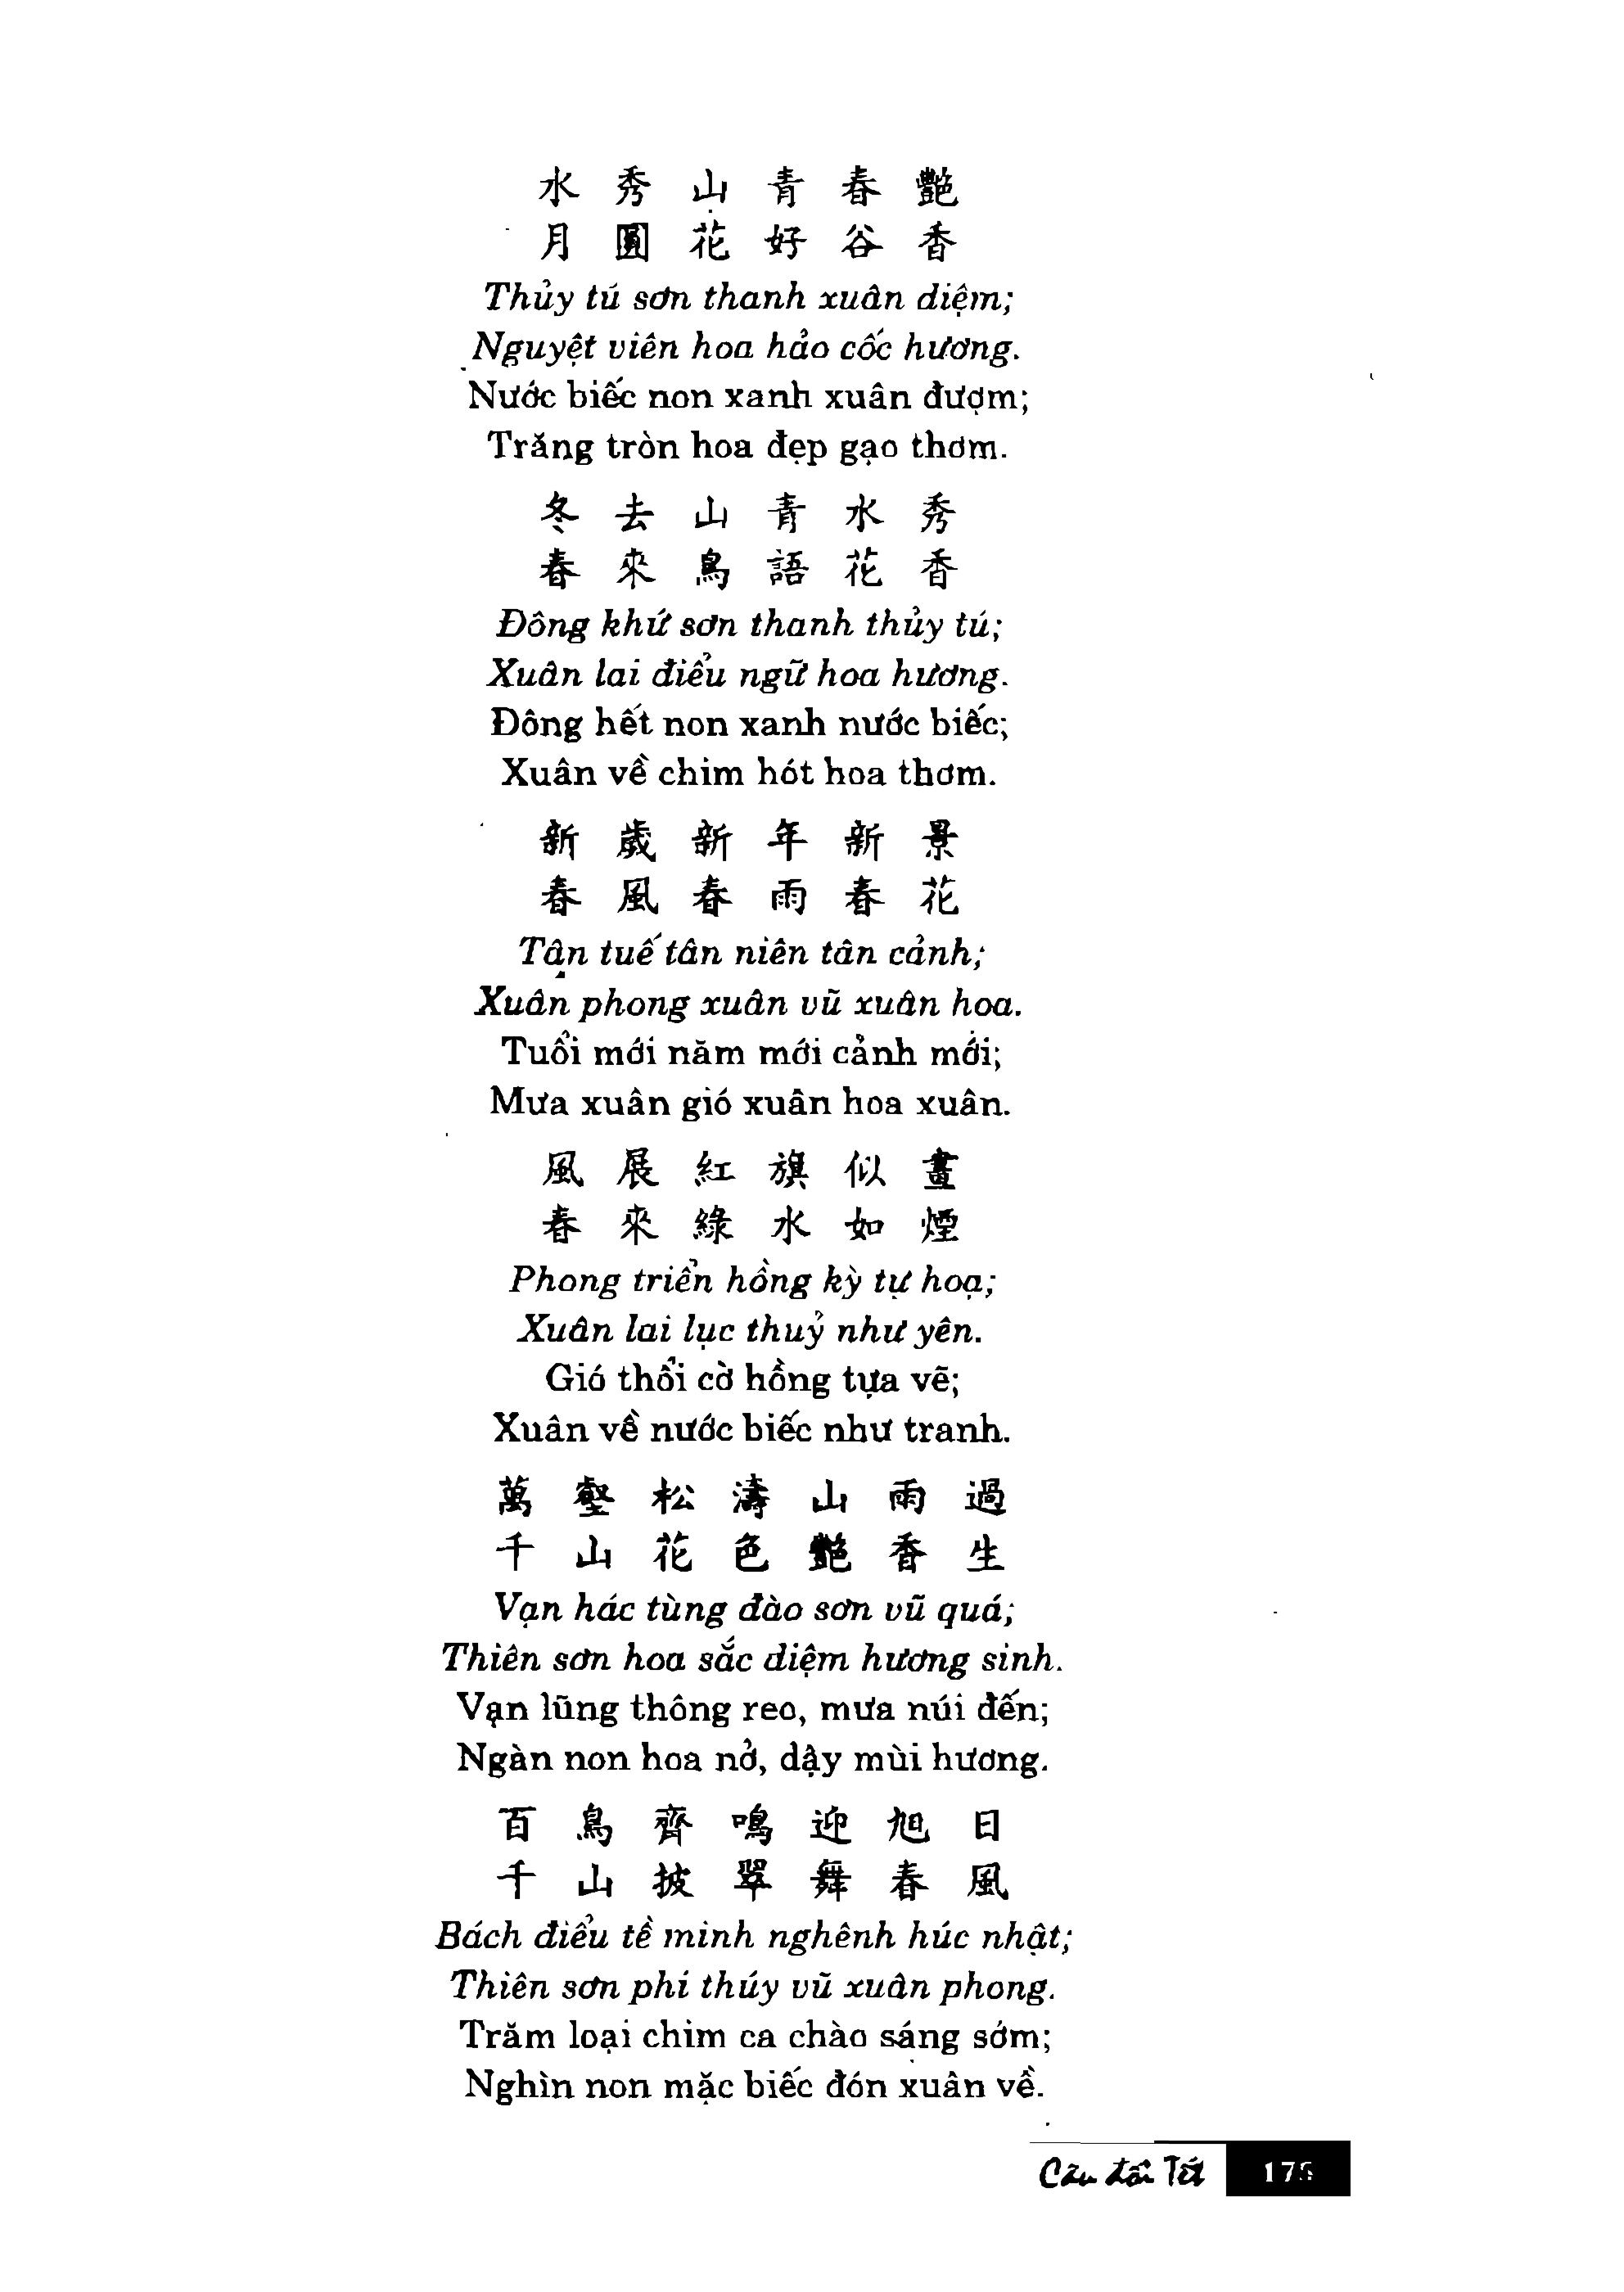 水 秀 山 青 春 艷
月 圓 花 好 谷 香
Thủy tú sơn thanh xuân diệm;
Nguyệt viên hoa hảo cốc hương.
Nước biếc non xanh xuân đượm;
Trăng tròn hoa đẹp gạo thơm.
冬 去 山 青 水 秀
春 來 鳥 語 花 香
Đông khứ sơn thanh thủy tú;
Xuân lai điểu ngữ hoa hương.
Đông hết non xanh nước biếc;
Xuân về chim hót hoa thơm.
新 歲 新 年 新 景
春 風 春 雨 春 花
Tân tuế tân niên tân cảnh;
Xuân phong xuân vũ xuân hoa.
Tuổi mới năm mới cảnh mới;
Mưa xuân gió xuân hoa xuân.
風 展 紅 旗 似 畫
春 來 綠 水 如 煙
Phong triển hồng kỳ tự hoạ;
Xuân lai lục thuỷ như yên.
Gió thổi cờ hồng tựa vẽ;
Xuân về nước biếc như tranh.
萬 壑 松 濤 山 雨 過
千 山 花 色 艷 香 生
Vạn hác tùng đào sơn vũ quá;
Thiên sơn hoa sắc diệm hương sinh.
Vạn lũng thông reo, mưa núi đến;
Ngàn non hoa nở, dậy mùi hương.
百 鳥 齊 鳴 迎 旭 日
千 山 披 翠 舞 春 風
Bách điểu tề minh nghênh húc nhật;
Thiên sơn phi thúy vũ xuân phong.
Trăm loại chim ca chào sáng sớm;
Nghìn non mặc biếc đón xuân về.
Câu đối Tết